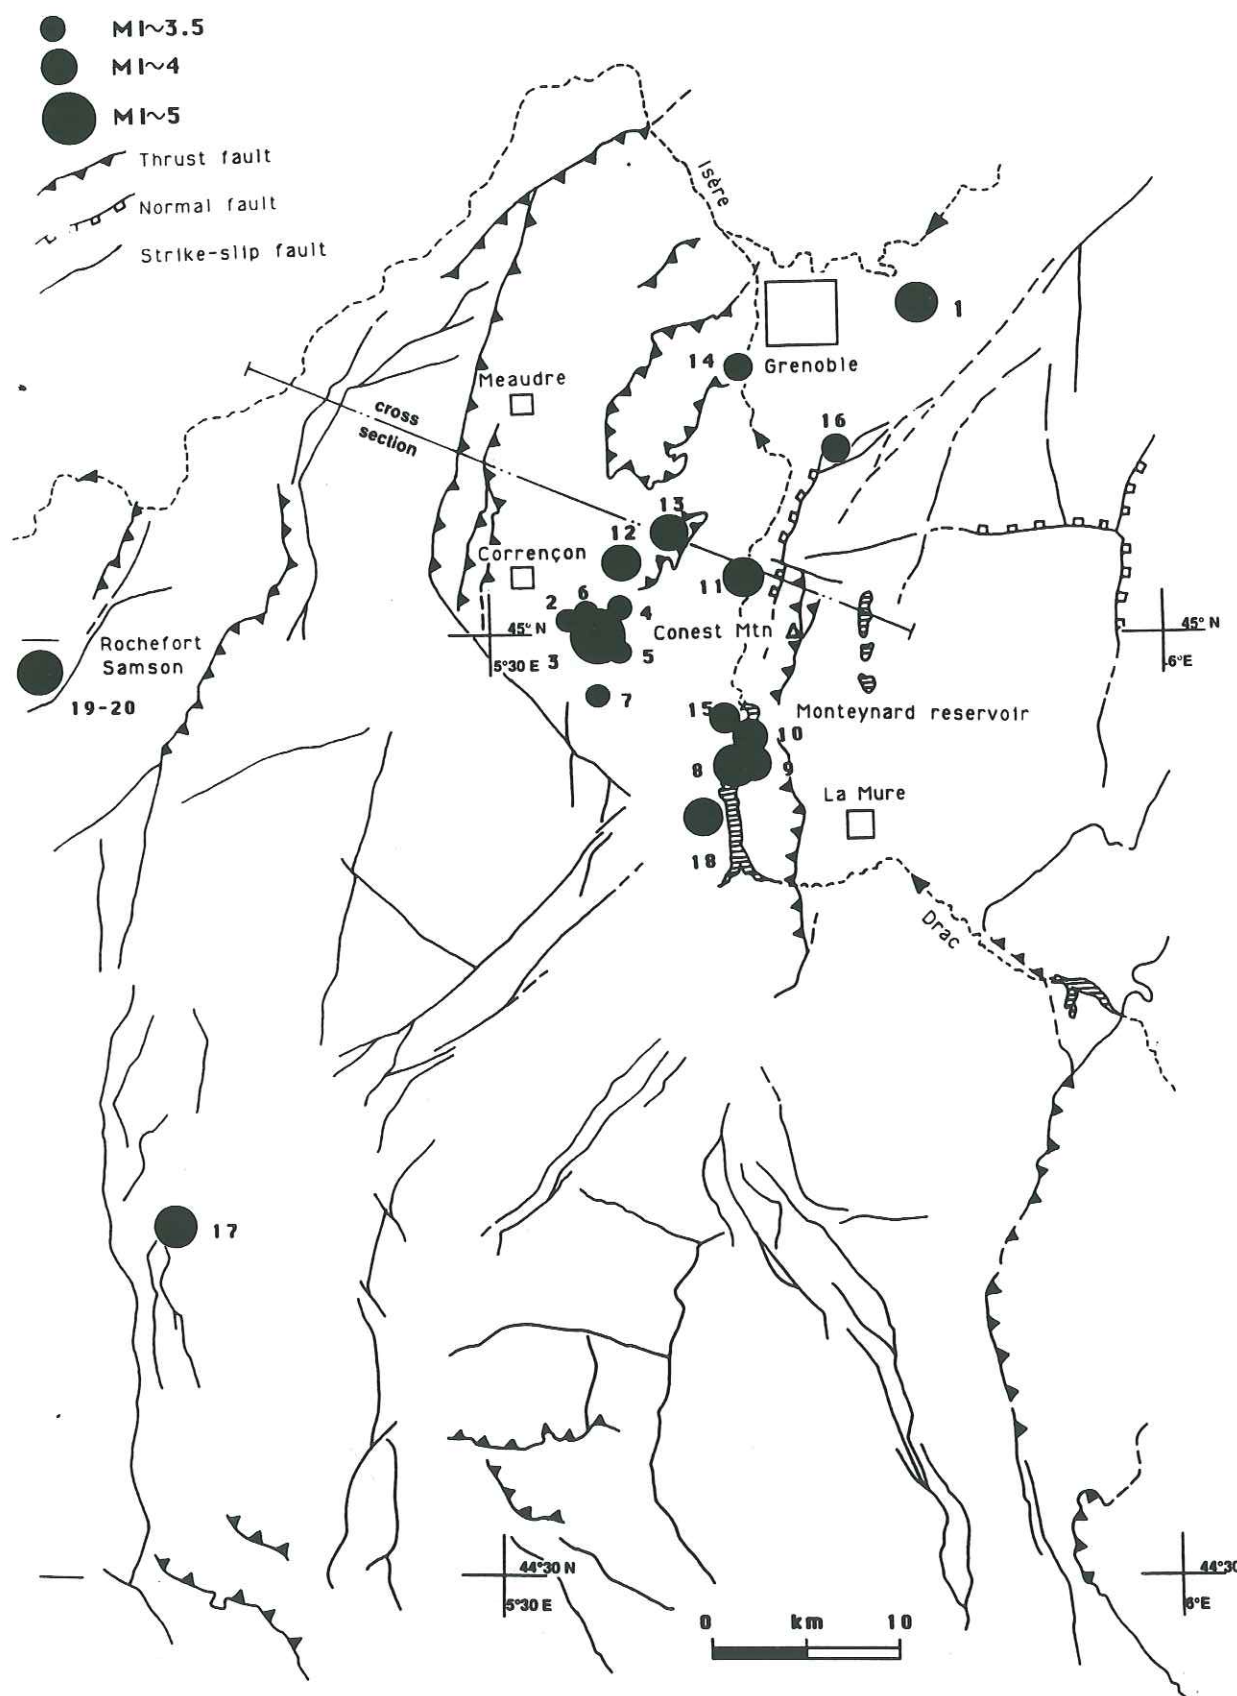 Ml~3.5
Ml~4
Ml~5
Thrust fault
Normal fault
Strike-slip fault
Isère
1
14
Grenoble
Meaudre
cross
section
16
13
12
Corrençon
11
2
6
4
45° N
5°30 E
3
5
Conest Mtn
45° N
6°E
Rochefort
Samson
19-20
7
15
Monteynard reservoir
10
8
9
La Mure
18
Drac
17
44°30 N
5°30 E
44°30
6°E
0
km
10